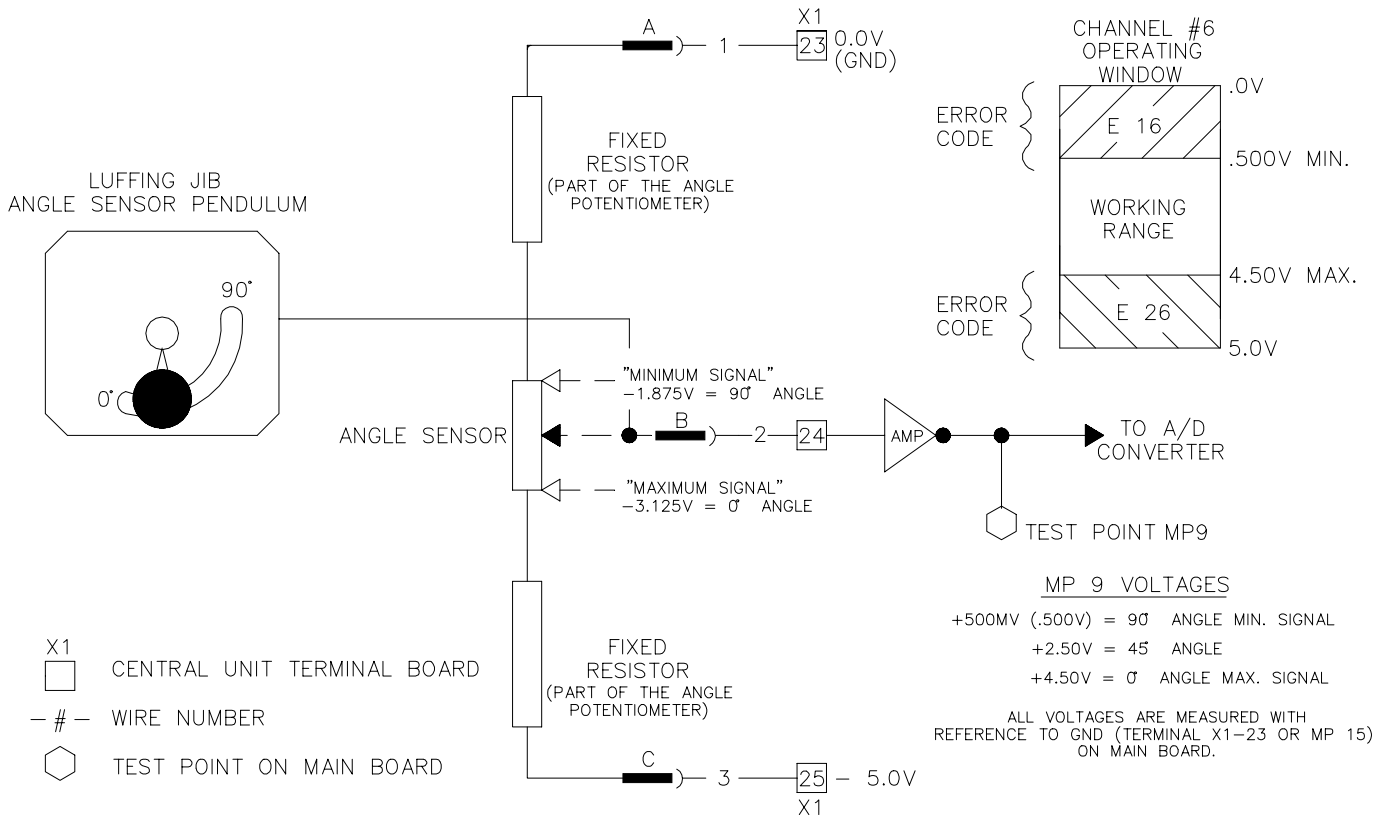 LUFFING JIB
ANGLE SENSOR PENDULUM
90°
0°
A
1
X1
23
0.0V
(GND)
FIXED
RESISTOR
(PART OF THE ANGLE
POTENTIOMETER)
CHANNEL #6
OPERATING
WINDOW
.0V
ERROR
CODE
E 16
.500V MIN.
WORKING
RANGE
4.50V MAX.
ERROR
CODE
E 26
5.0V
"MINIMUM SIGNAL"
-1.875V = 90° ANGLE
ANGLE SENSOR
B
2
24
AMP
TO A/D
CONVERTER
"MAXIMUM SIGNAL"
-3.125V = 0° ANGLE
TEST POINT MP9
MP 9 VOLTAGES
+500MV (.500V) = 90° ANGLE MIN. SIGNAL
+2.50V = 45° ANGLE
+4.50V = 0° ANGLE MAX. SIGNAL
ALL VOLTAGES ARE MEASURED WITH
REFERENCE TO GND (TERMINAL X1-23 OR MP 15)
ON MAIN BOARD.
FIXED
RESISTOR
(PART OF THE ANGLE
POTENTIOMETER)
C
3
25
- 5.0V
X1
X1
CENTRAL UNIT TERMINAL BOARD
-#- WIRE NUMBER
TEST POINT ON MAIN BOARD